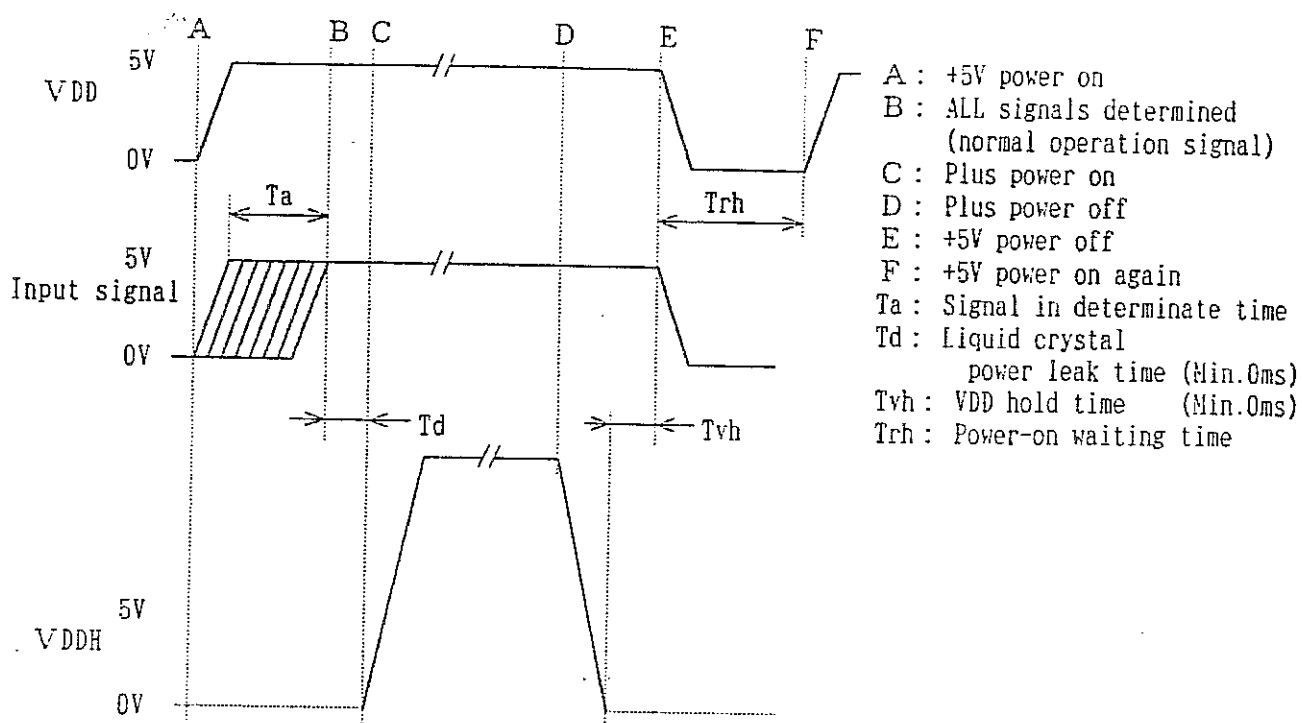 A B C D E F
5V
VDD
0V
Ta
Trh
5V
Input signal
0V
Td
Tvh
5V
VDDH
0V
A : +5V power on
B : ALL signals determined
(normal operation signal)
C : Plus power on
D : Plus power off
E : +5V power off
F : +5V power on again
Ta : Signal in determinate time
Td : Liquid crystal
power leak time (Min.0ms)
Tvh : VDD hold time (Min.0ms)
Trh : Power-on waiting time